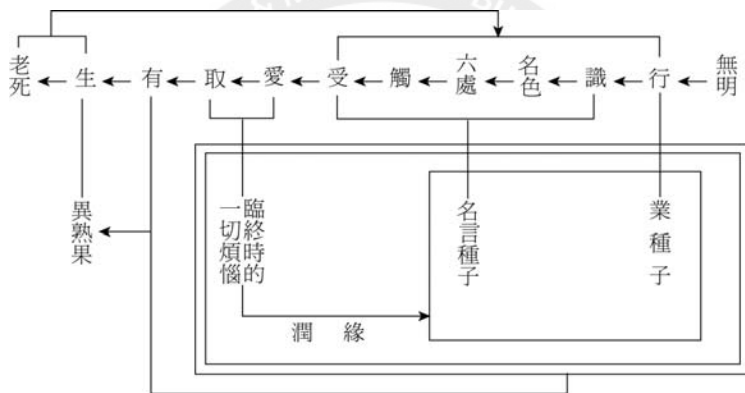 無明
行
識
名色
六處
觸
受
愛
取
有
生
老死
業種子
名言種子
臨終時的
一切煩惱
異熟果
潤緣